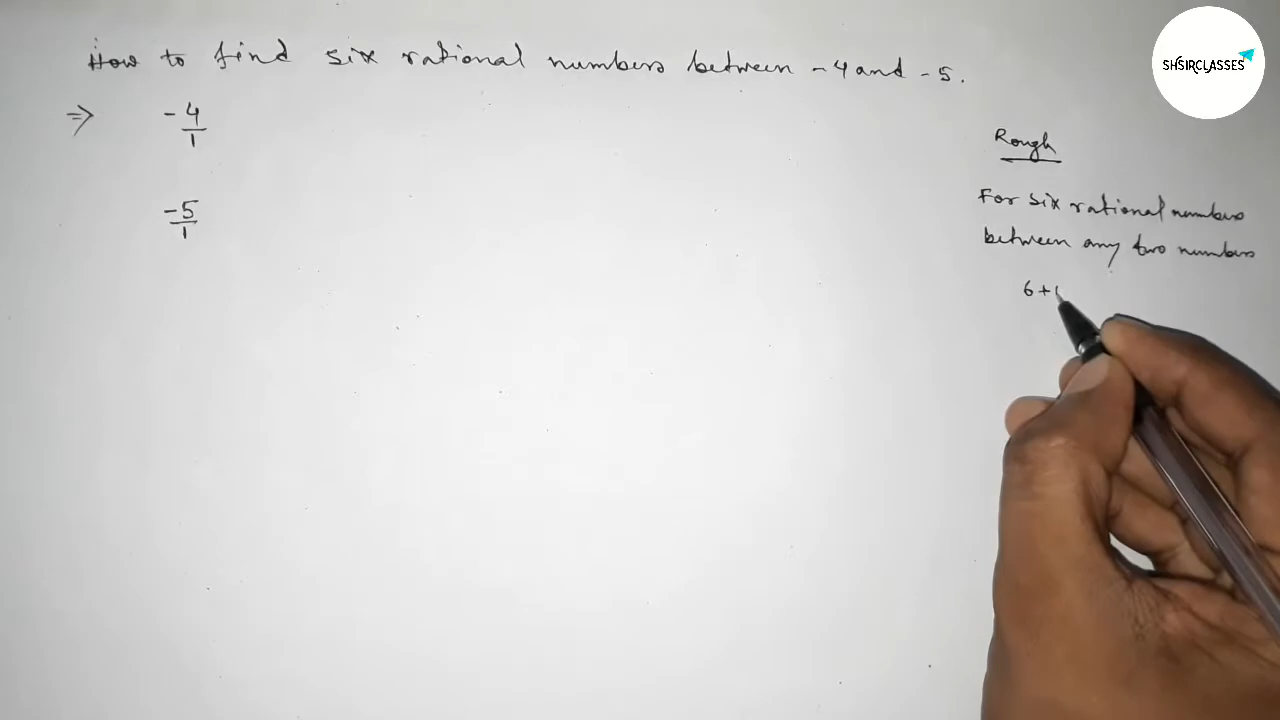 How to find six rational numbers between -4 and -5.
SHSIRCLASSES
⇒ -4/1
-5/1
Rough
For six rational numbers
between any two numbers
6+1